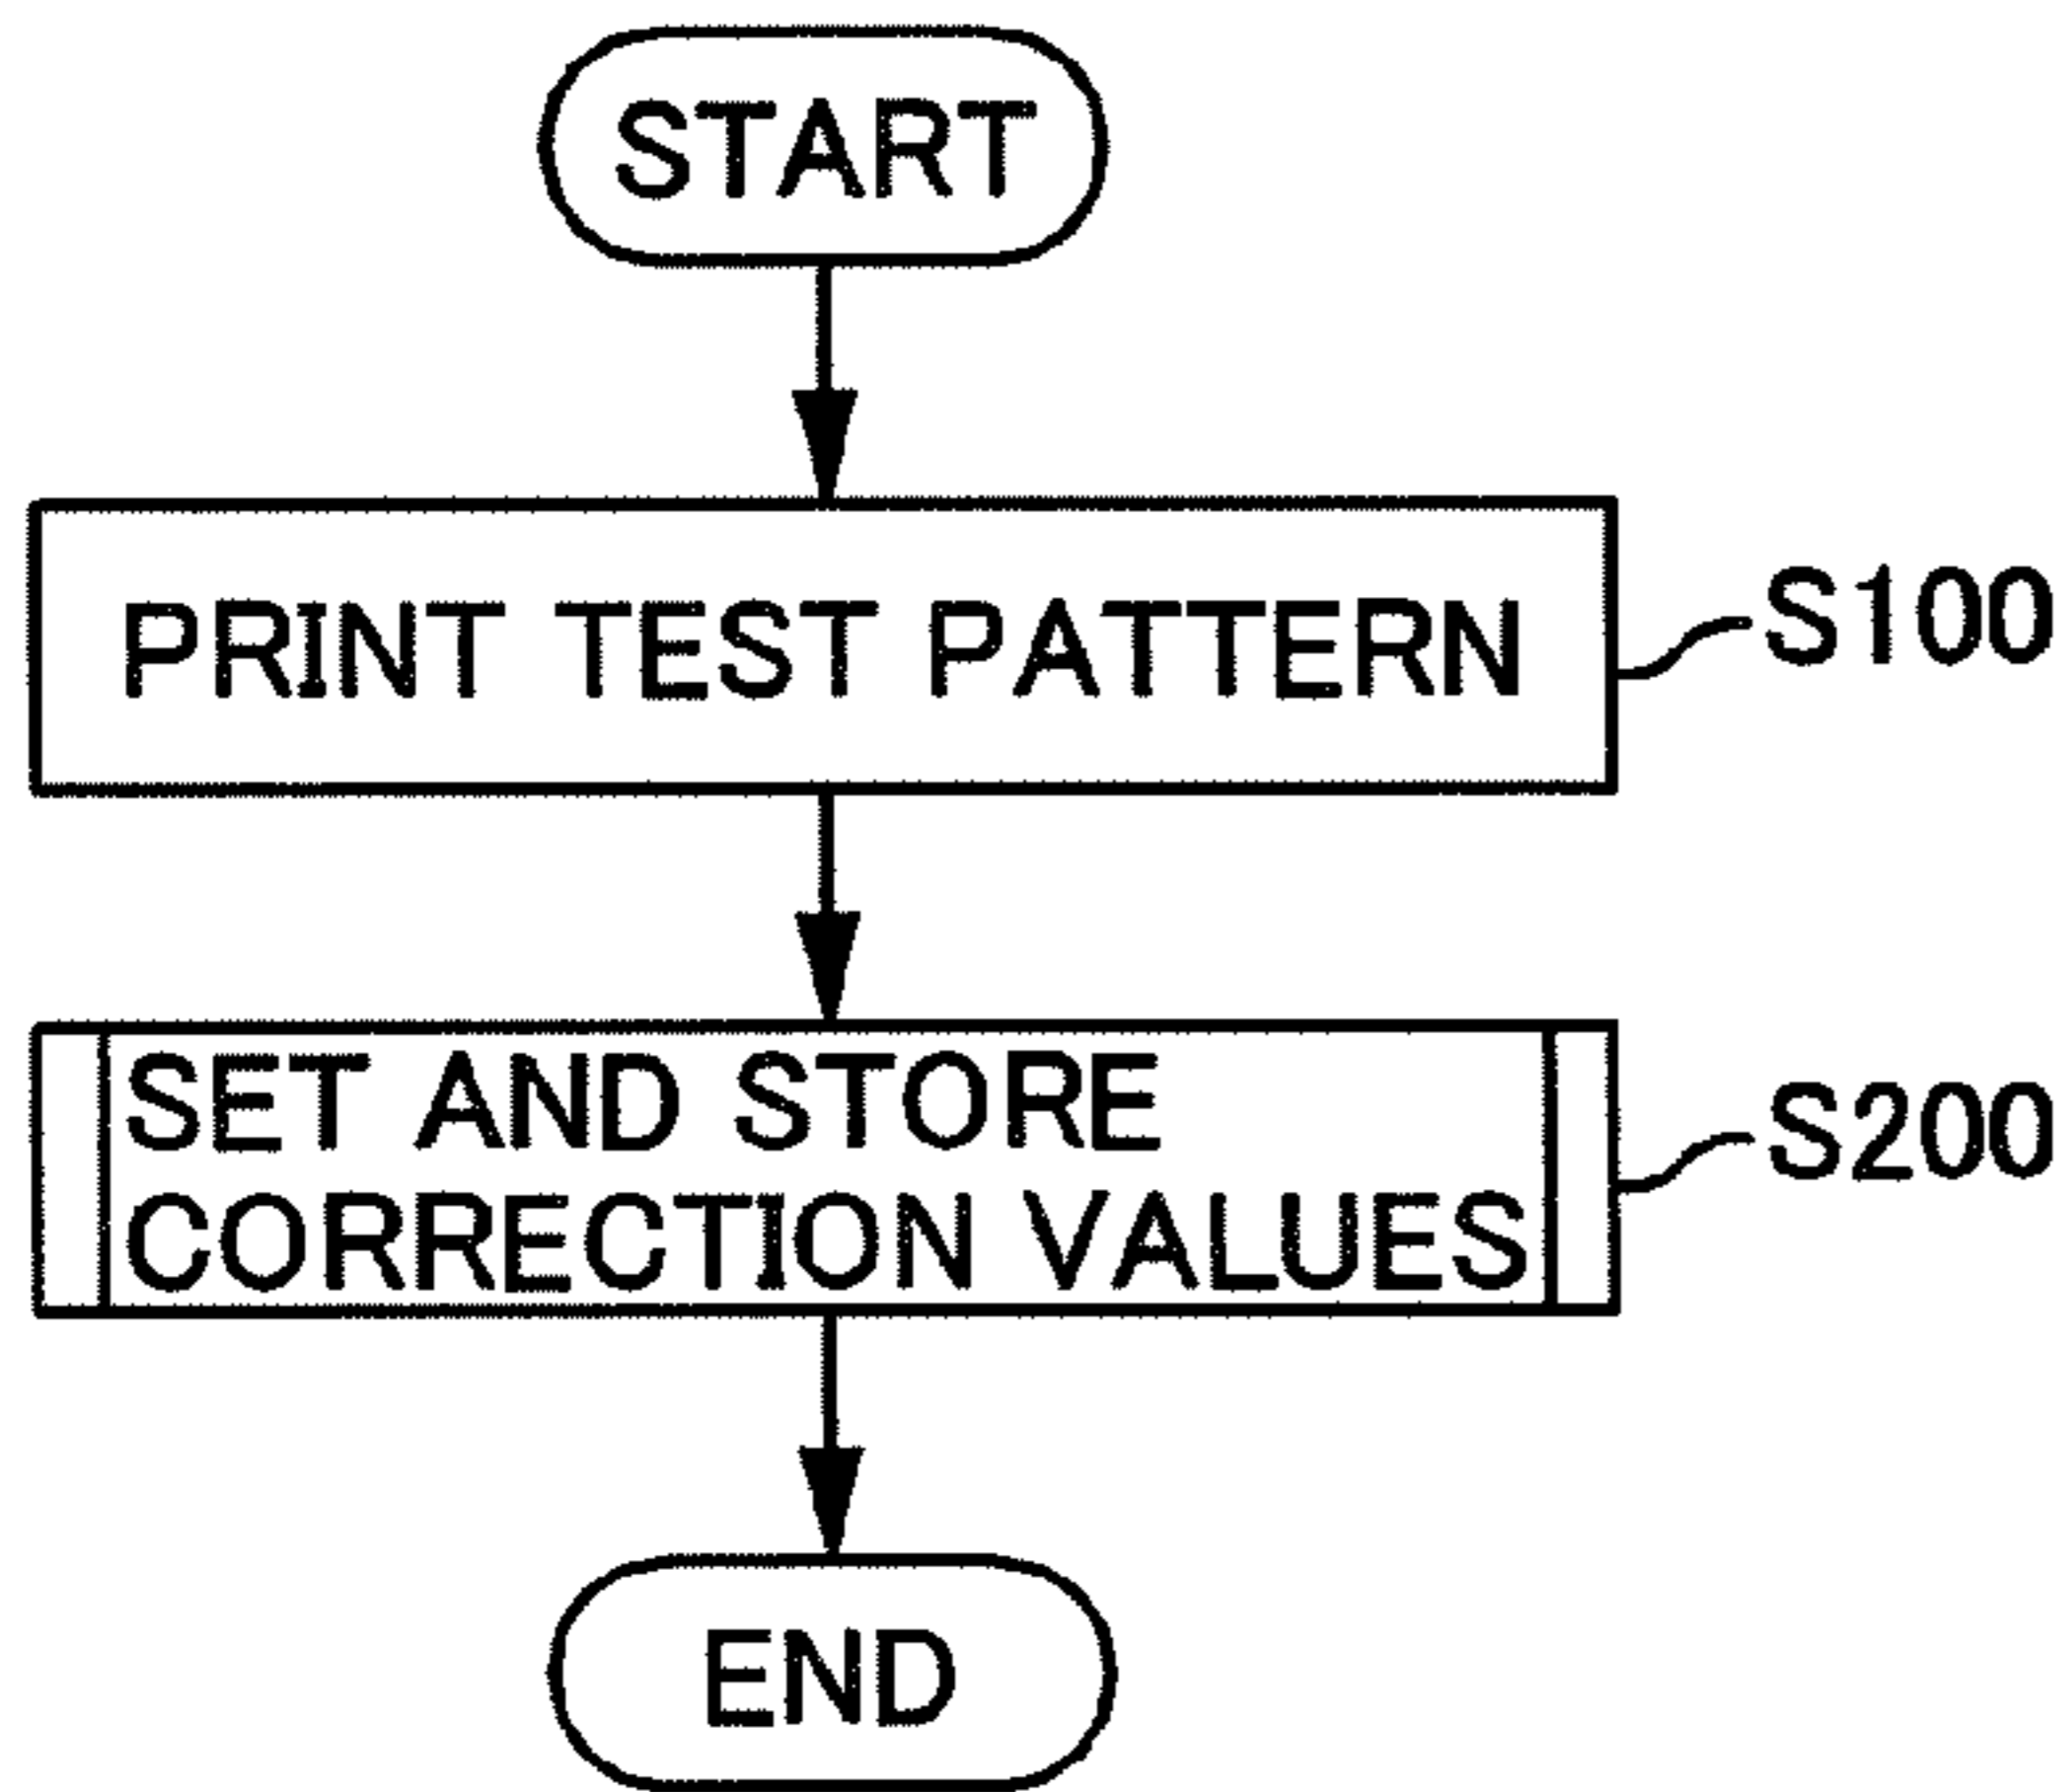 START
PRINT TEST PATTERN
S100
SET AND STORE
CORRECTION VALUES
S200
END